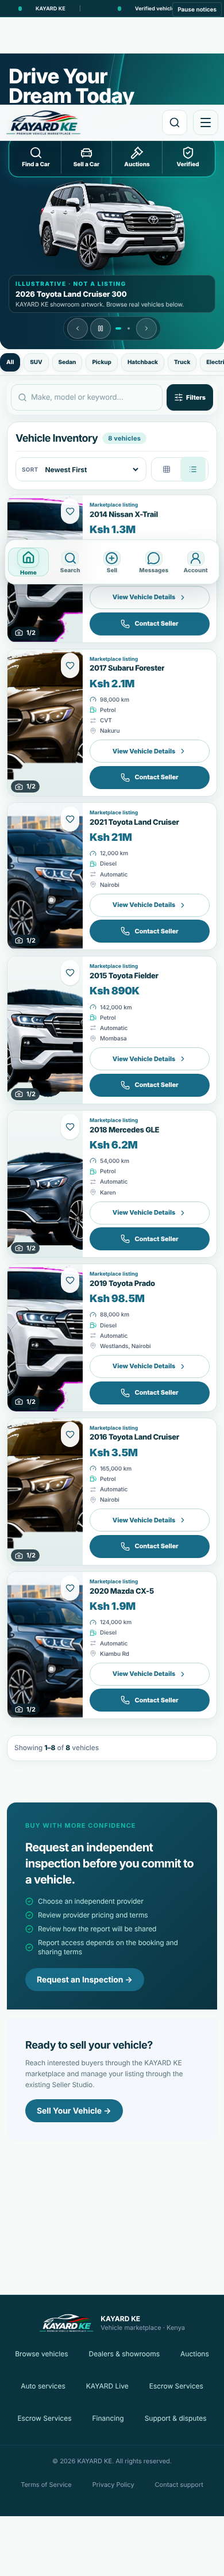 KAYARD KE
Verified vehicl
Pause notices
Drive Your
Dream Today
KAYARD KE
Find a Car
Sell a Car
Auctions
Verified
ILLUSTRATIVE · NOT A LISTING
2026 Toyota Land Cruiser 300
KAYARD KE showroom artwork. Browse real vehicles below.
All
SUV
Sedan
Pickup
Hatchback
Truck
Electri
Make, model or keyword...
Filters
Vehicle Inventory
8 vehicles
SORT
Newest First
Marketplace listing
2014 Nissan X-Trail
Ksh 1.3M
Home
Search
Sell
Messages
Account
View Vehicle Details
Contact Seller
1/2
Marketplace listing
2017 Subaru Forester
Ksh 2.1M
98,000 km
Petrol
CVT
Nakuru
View Vehicle Details
Contact Seller
1/2
Marketplace listing
2021 Toyota Land Cruiser
Ksh 21M
12,000 km
Diesel
Automatic
Nairobi
View Vehicle Details
Contact Seller
1/2
Marketplace listing
2015 Toyota Fielder
Ksh 890K
142,000 km
Petrol
Automatic
Mombasa
View Vehicle Details
Contact Seller
1/2
Marketplace listing
2018 Mercedes GLE
Ksh 6.2M
54,000 km
Petrol
Automatic
Karen
View Vehicle Details
Contact Seller
1/2
Marketplace listing
2019 Toyota Prado
Ksh 98.5M
88,000 km
Diesel
Automatic
Westlands, Nairobi
View Vehicle Details
Contact Seller
1/2
Marketplace listing
2016 Toyota Land Cruiser
Ksh 3.5M
165,000 km
Petrol
Automatic
Nairobi
View Vehicle Details
Contact Seller
1/2
Marketplace listing
2020 Mazda CX-5
Ksh 1.9M
124,000 km
Diesel
Automatic
Kiambu Rd
View Vehicle Details
Contact Seller
1/2
Showing 1–8 of 8 vehicles
BUY WITH MORE CONFIDENCE
Request an independent
inspection before you commit to
a vehicle.
Choose an independent provider
Review provider pricing and terms
Review how the report will be shared
Report access depends on the booking and
sharing terms
Request an Inspection →
Ready to sell your vehicle?
Reach interested buyers through the KAYARD KE
marketplace and manage your listing through the
existing Seller Studio.
Sell Your Vehicle →
KAYARD KE
KAYARD KE
Vehicle marketplace · Kenya
Browse vehicles
Dealers & showrooms
Auctions
Auto services
KAYARD Live
Escrow Services
Escrow Services
Financing
Support & disputes
© 2026 KAYARD KE. All rights reserved.
Terms of Service
Privacy Policy
Contact support